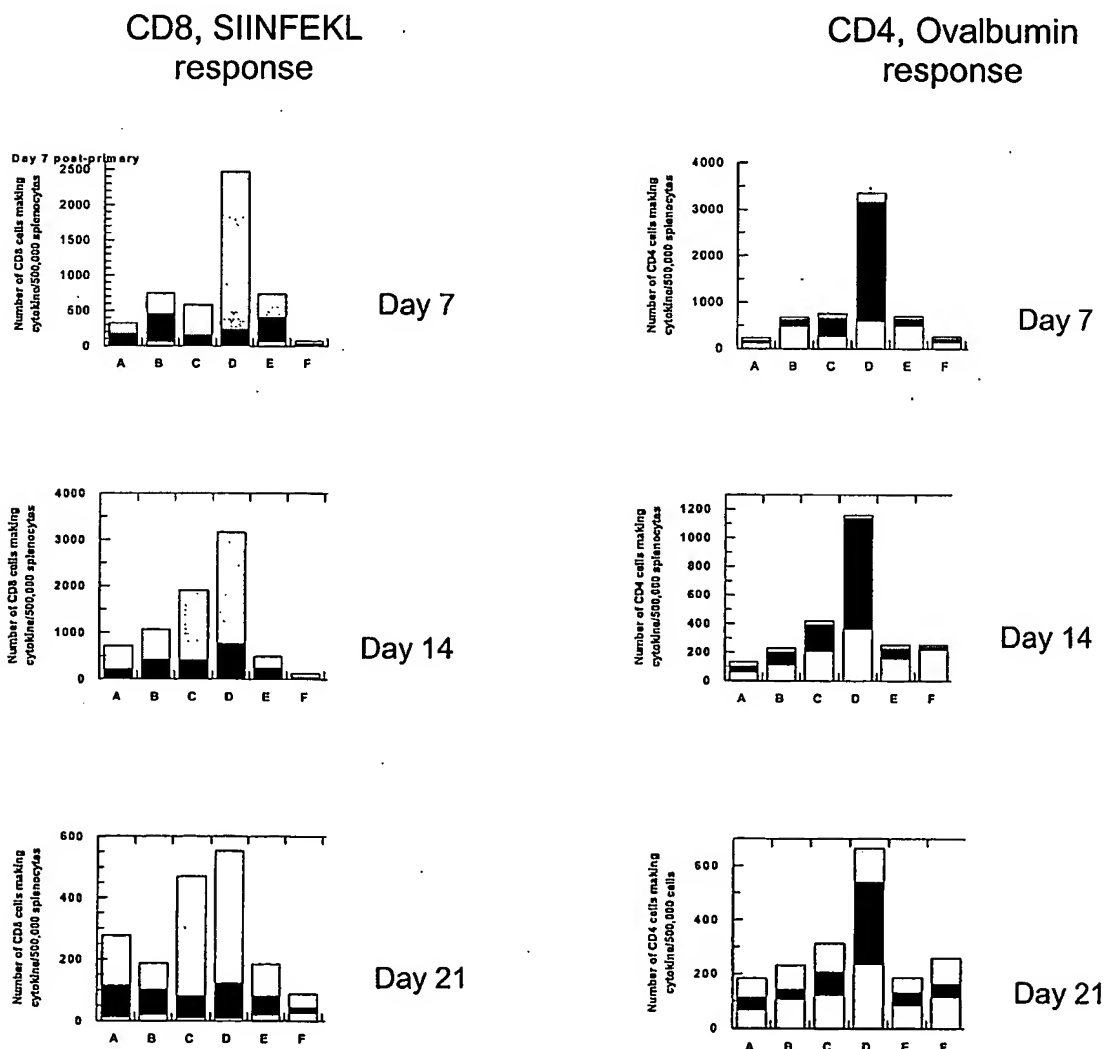 CD8, SIINFEKL
response
CD4, Ovalbumin
response
Day 7 post-primary
Number of CD8 cells making
cytokine/500,000 splenocytes
2500
2000
1500
1000
500
0
A B C D E F
Day 7
Number of CD4 cells making
cytokine/500,000 splenocytes
4000
3000
2000
1000
0
A B C D E F
Day 7
Number of CD8 cells making
cytokine/500,000 splenocytes
4000
3000
2000
1000
0
A B C D E F
Day 14
Number of CD4 cells making
cytokine/500,000 splenocytes
1200
1000
800
600
400
200
0
A B C D E F
Day 14
Number of CD8 cells making
cytokine/500,000 splenocytes
600
400
200
0
A B C D E F
Day 21
Number of CD4 cells making
cytokine/500,000 cells
600
400
200
0
A B C D E F
Day 21